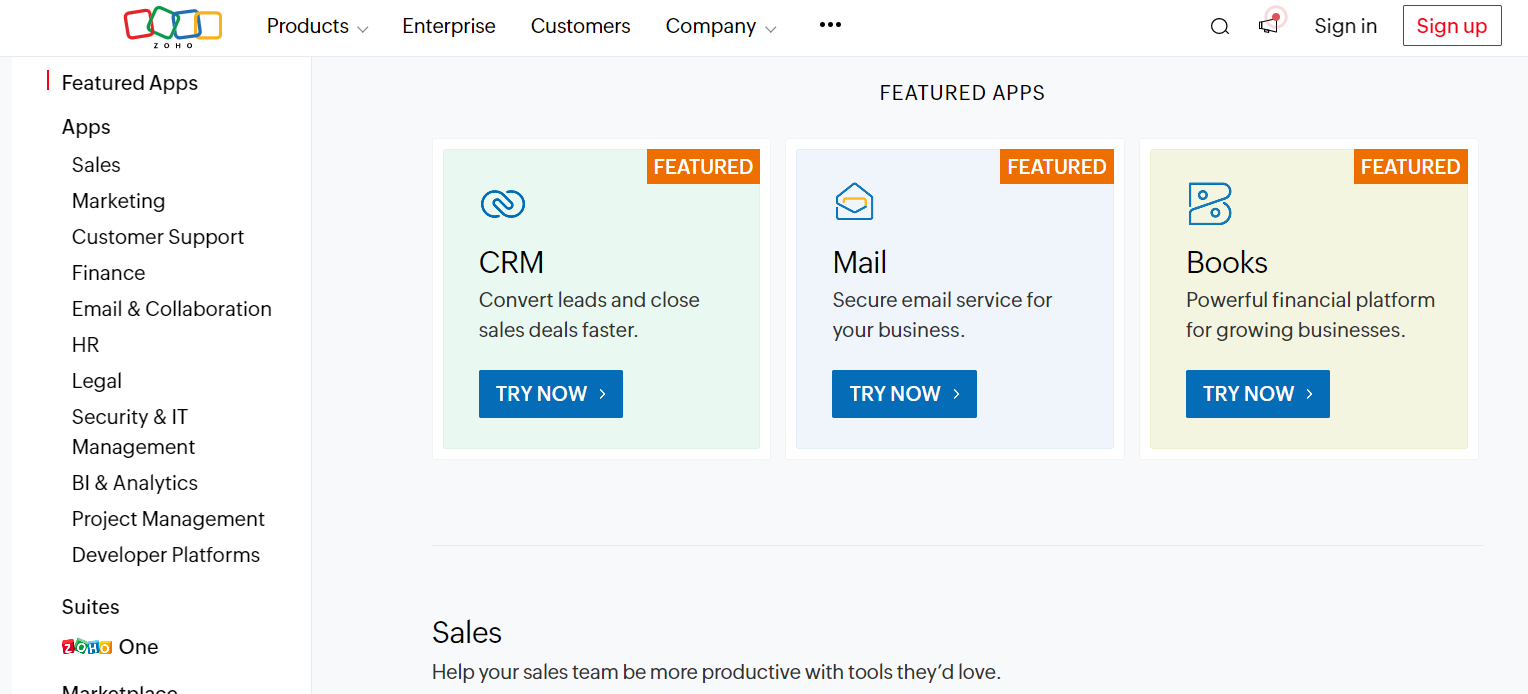 ZOHO
Products
Enterprise
Customers
Company
•••
Sign in
Sign up
Featured Apps
Apps
Sales
Marketing
Customer Support
Finance
Email & Collaboration
HR
Legal
Security & IT
Management
BI & Analytics
Project Management
Developer Platforms
Suites
ZOHO One
Marketplace
FEATURED APPS
FEATURED
CRM
Convert leads and close
sales deals faster.
TRY NOW
FEATURED
Mail
Secure email service for
your business.
TRY NOW
FEATURED
Books
Powerful financial platform
for growing businesses.
TRY NOW
Sales
Help your sales team be more productive with tools they’d love.